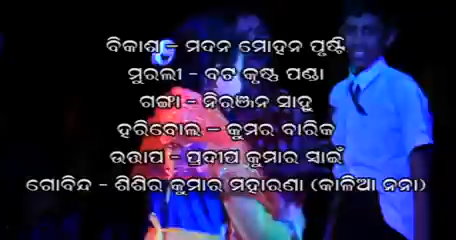 ବିକାଶ – ମଦନ ମୋହନ ପୃଷ୍ଟି
ମୁରଲୀ - ବଟ କୃଷ୍ଣ ପଣ୍ଡା
ଗଙ୍ଗା - ନିରଞ୍ଜନ ସାହୁ
ହରିବୋଲ – କୁମର ବାରିକ
ଉତ୍ତାପ - ପ୍ରଦୀପ କୁମାର ସ୍ୱାଇଁ
ଗୋବିନ୍ଦ - ଶିଶିର କୁମାର ମହାରଣା (କାଳିଆ ନନା)